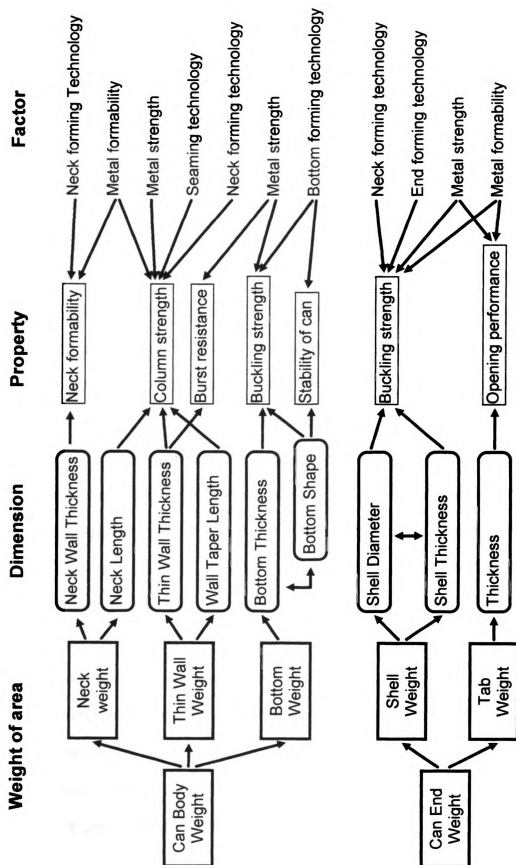 Weight of area
Dimension
Property
Factor
Can Body
Weight
Neck
weight
Thin Wall
Weight
Bottom
Weight
Neck Wall Thickness
Neck Length
Thin Wall Thickness
Wall Taper Length
Bottom Thickness
Bottom Shape
Neck formability
Column strength
Burst resistance
Buckling strength
Stability of can
Neck forming Technology
Metal formability
Metal strength
Seaming technology
Neck forming technology
Metal strength
Bottom forming technology
Can End
Weight
Shell
Weight
Tab
Weight
Shell Diameter
Shell Thickness
Thickness
Buckling strength
Opening performance
Neck forming technology
End forming technology
Metal strength
Metal formability